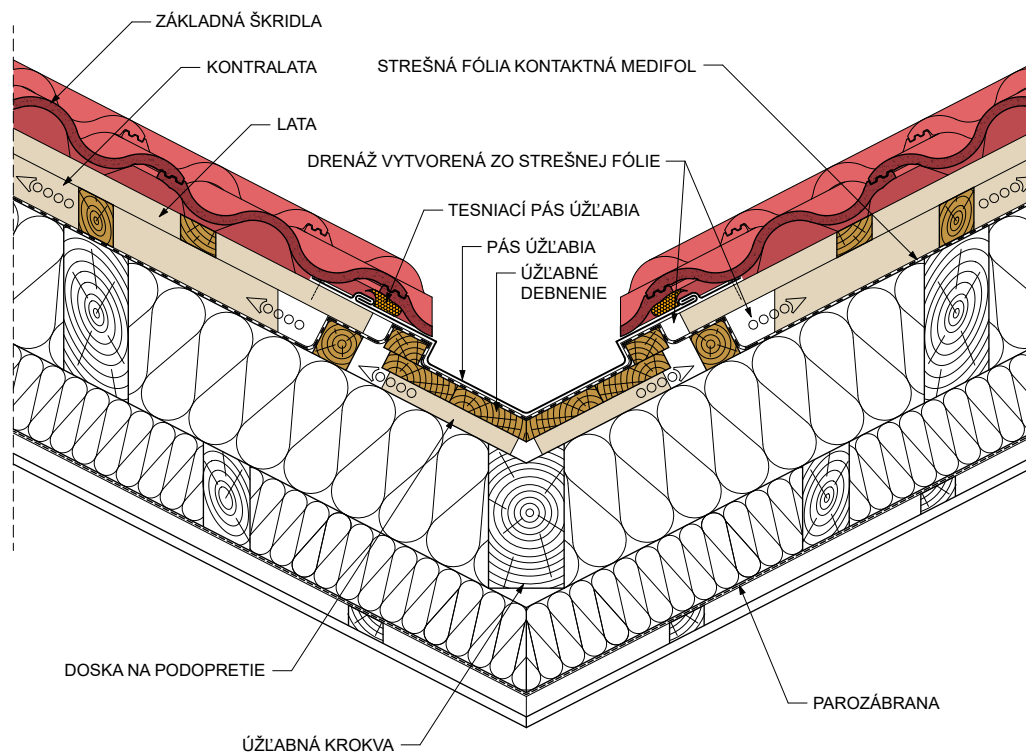 ZÁKLADNÁ ŠKRIDLA
KONTRALATA
STREŠNÁ FÓLIA KONTAKTNÁ MEDIFOL
LATA
DRENÁŽ VYTVORENÁ ZO STREŠNEJ FÓLIE
TESNIACÍ PÁS ÚŽĽABIA
PÁS ÚŽĽABIA
ÚŽĽABNÉ
DEBNENIE
DOSKA NA PODOPRETIE
PAROZÁBRANA
ÚŽĽABNÁ KROKVA